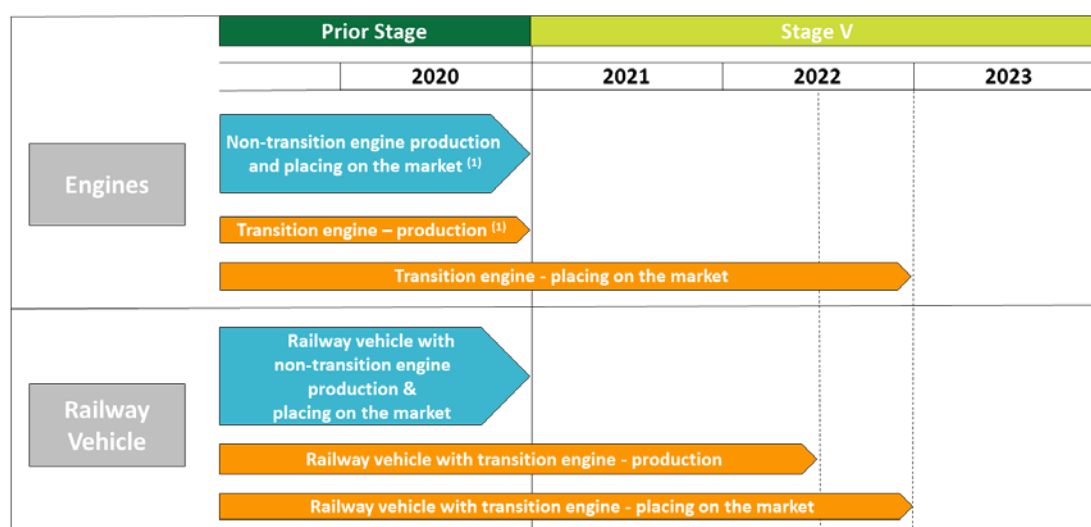 Prior Stage
Stage V
2020
2021
2022
2023
Engines
Non-transition engine production
and placing on the market (1)
Transition engine – production (1)
Transition engine - placing on the market
Railway
Vehicle
Railway vehicle with
non-transition engine
production &
placing on the market
Railway vehicle with transition engine - production
Railway vehicle with transition engine - placing on the market